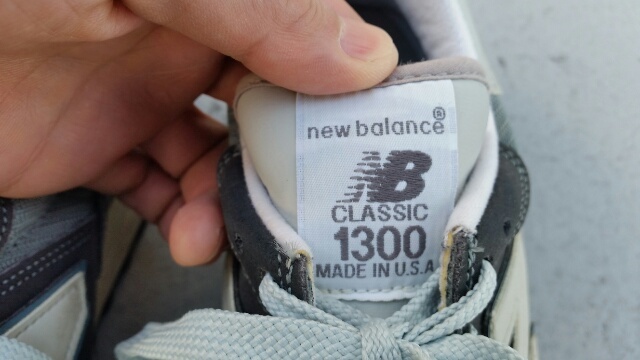 new balance®
NB
CLASSIC
1300
MADE IN U.S.A.